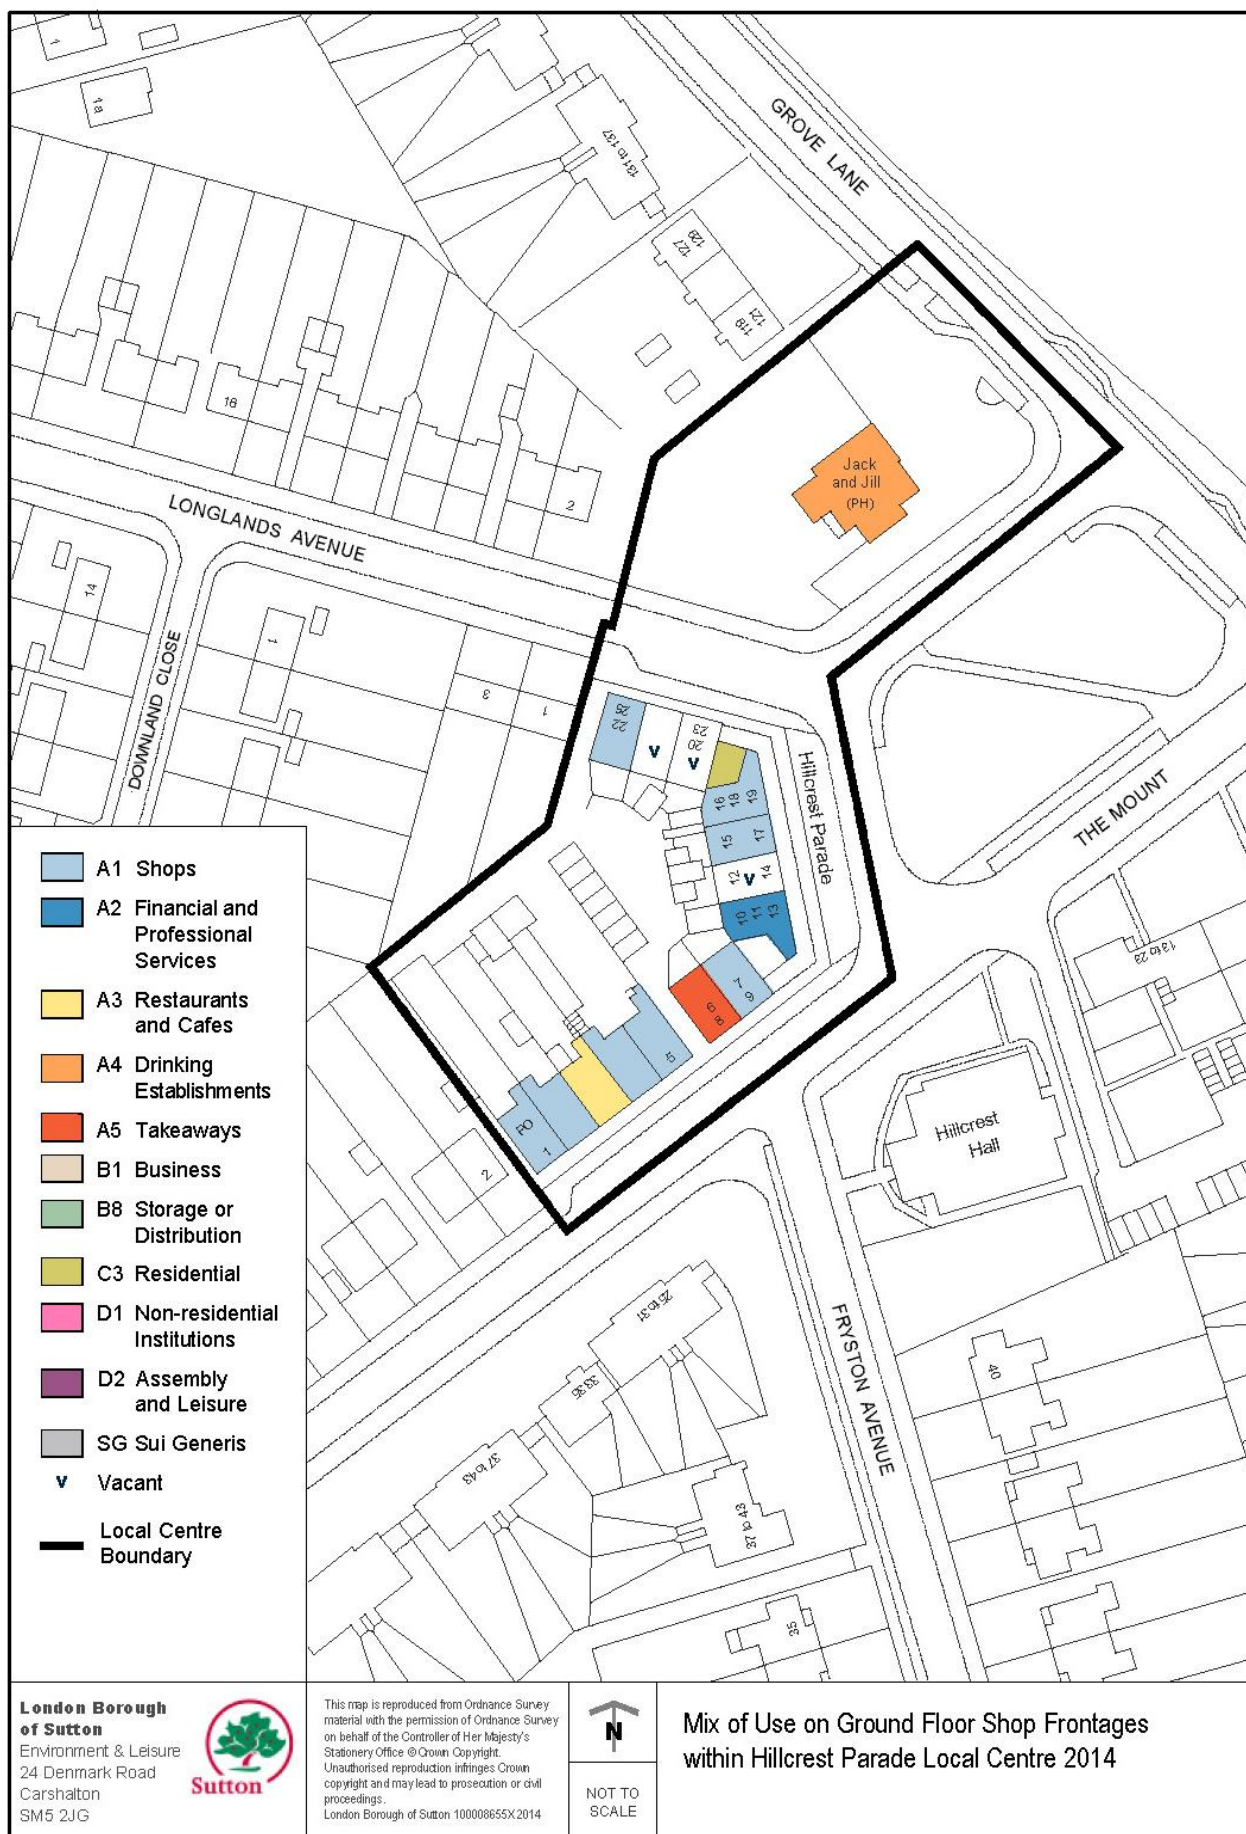 1
1a
131 to 137
GROVE LANE
129
127
121
119
16
2
Jack
and Jill
(PH)
LONGLANDS AVENUE
14
1
DOWNLAND CLOSE
3
1
22
23
20
V
V
16
18
19
Hillcrest Parade
15
17
12
14
V
10
11
13
THE MOUNT
13 to 23
7
9
6
8
5
PO
1
2
Hillcrest
Hall
25 to 31
33 35
37 to 43
37 to 43
FRYSTON AVENUE
40
35
A1 Shops
A2 Financial and
Professional
Services
A3 Restaurants
and Cafes
A4 Drinking
Establishments
A5 Takeaways
B1 Business
B8 Storage or
Distribution
C3 Residential
D1 Non-residential
Institutions
D2 Assembly
and Leisure
SG Sui Generis
V Vacant
Local Centre
Boundary
London Borough
of Sutton
Environment & Leisure
24 Denmark Road
Carshalton
SM5 2JG
Sutton
This map is reproduced from Ordnance Survey
material with the permission of Ordnance Survey
on behalf of the Controller of Her Majesty's
Stationery Office © Crown Copyright.
Unauthorised reproduction infringes Crown
copyright and may lead to prosecution or civil
proceedings.
London Borough of Sutton 100008655X 2014
N
NOT TO
SCALE
Mix of Use on Ground Floor Shop Frontages
within Hillcrest Parade Local Centre 2014